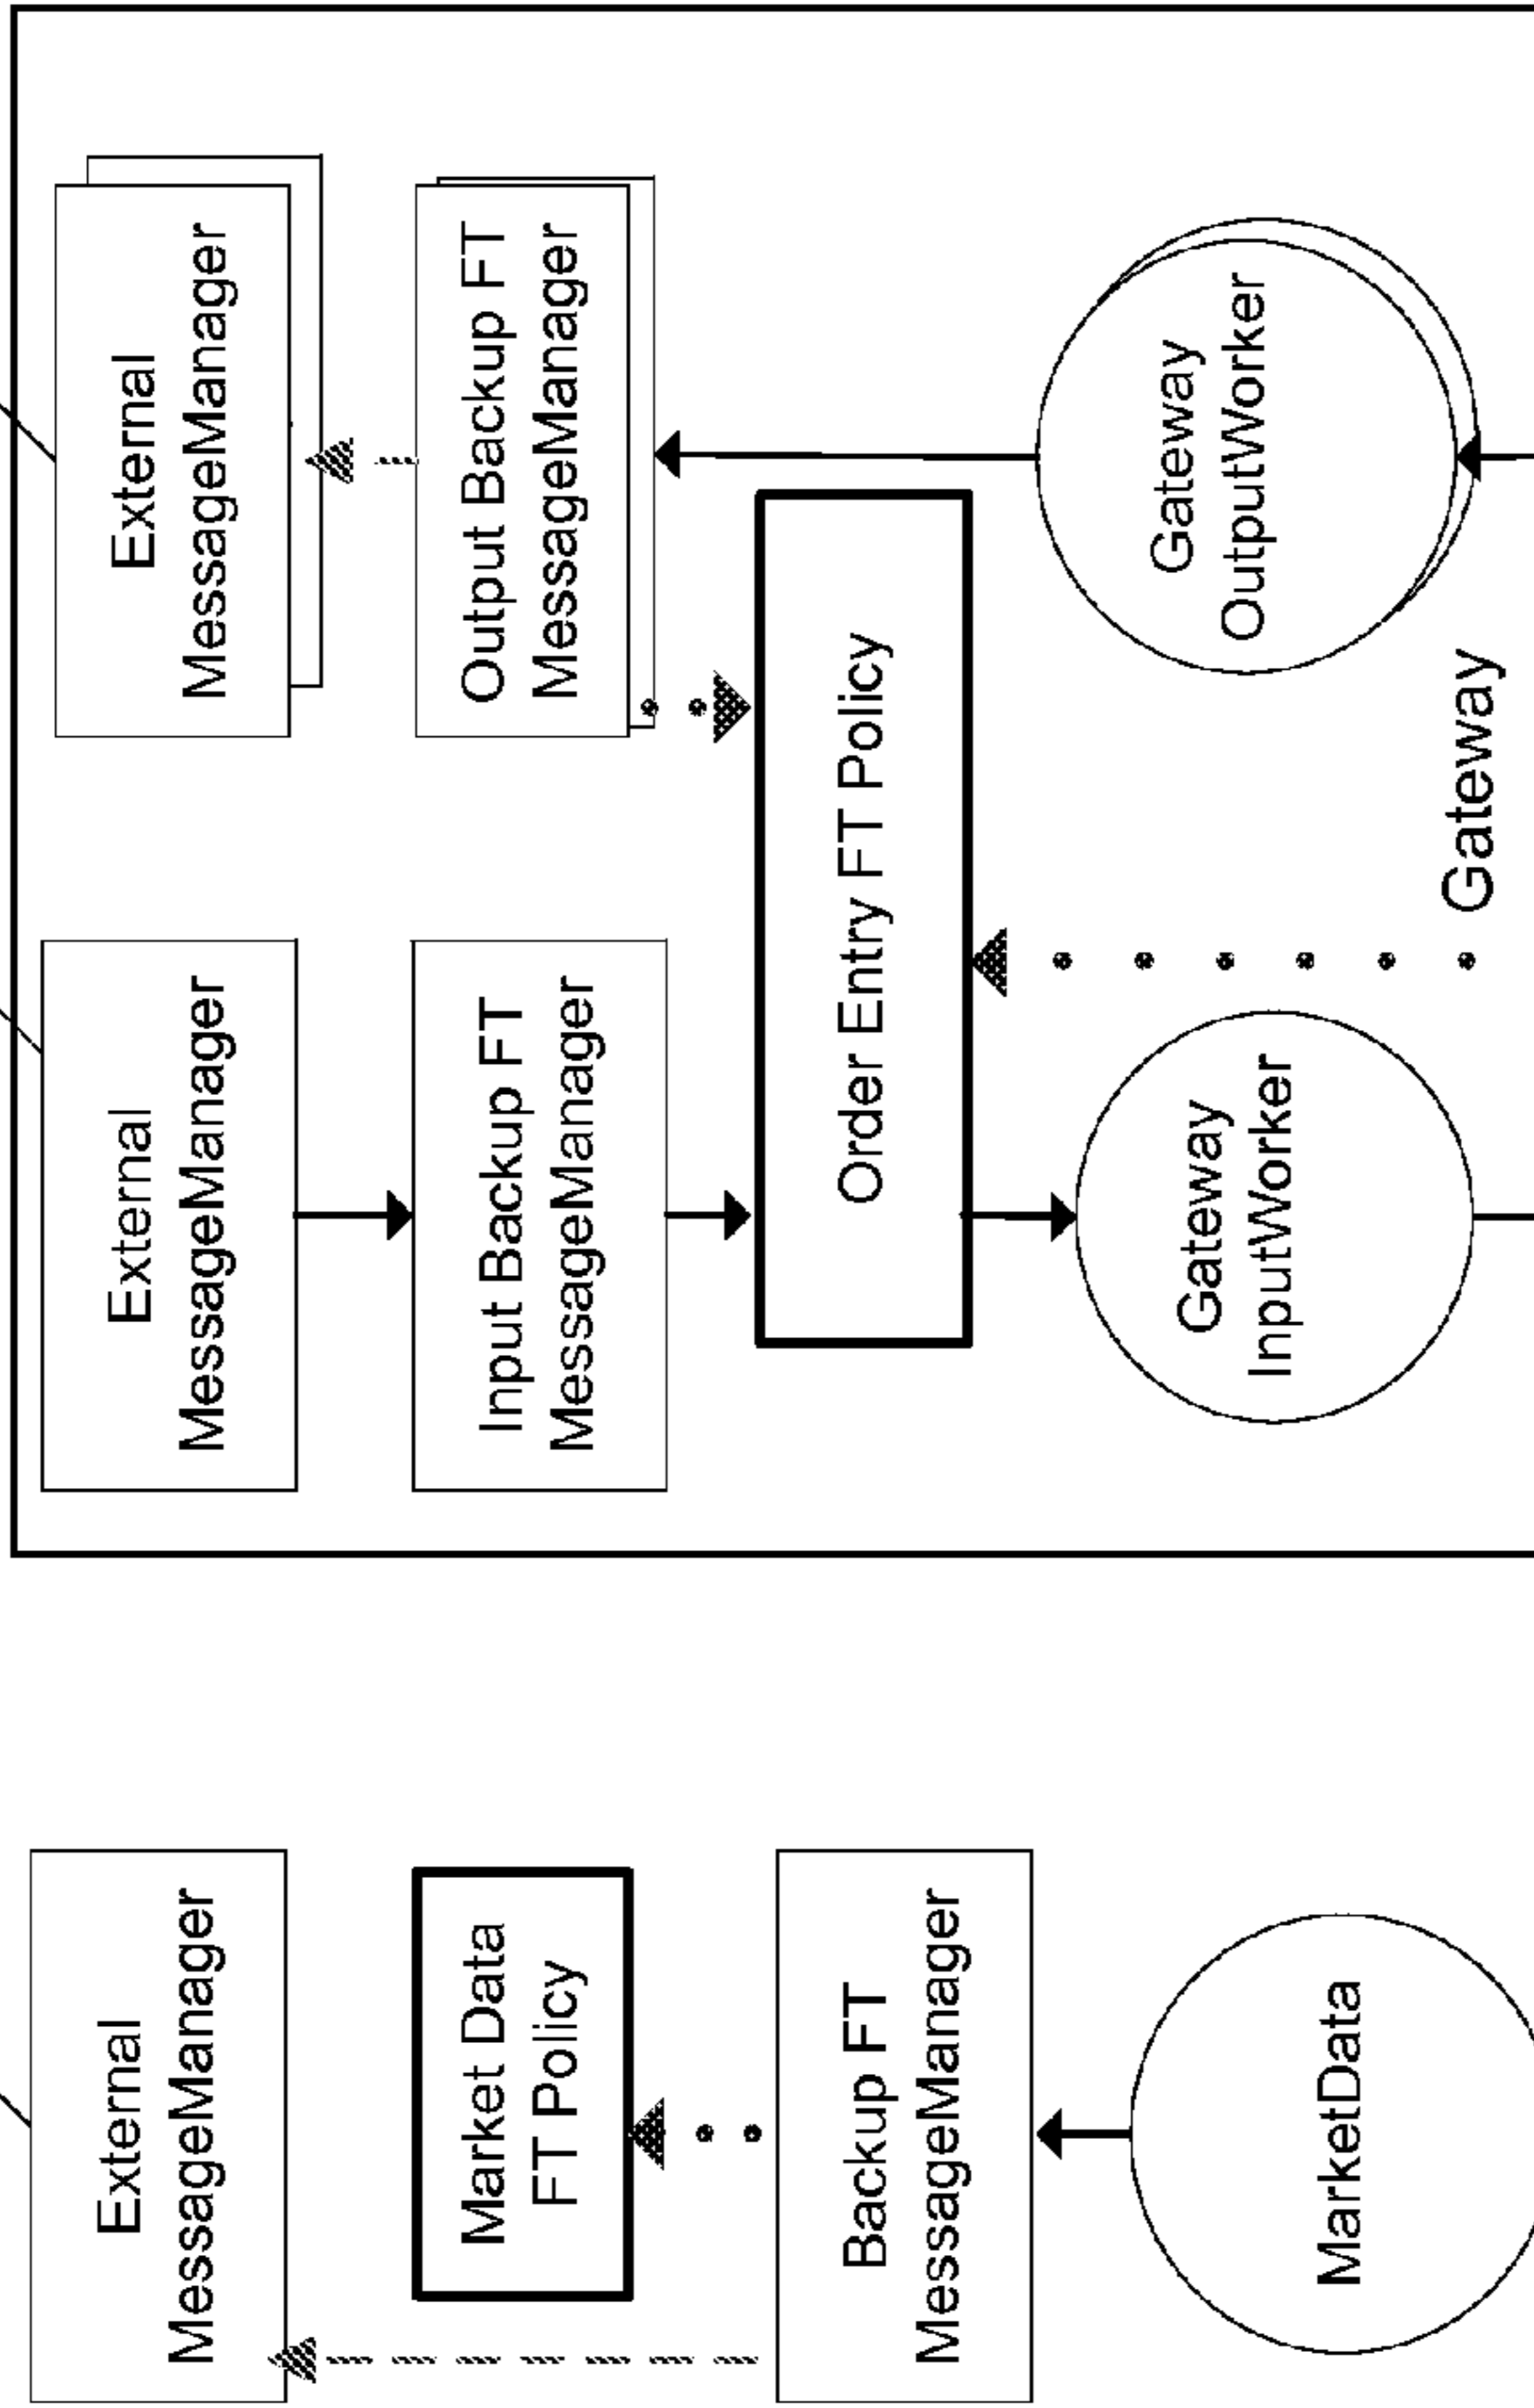 External
MessageManager
Market Data
FT Policy
Backup FT
MessageManager
MarketData
External
MessageManager
Input Backup FT
MessageManager
Order Entry FT Policy
Gateway
InputWorker
External
MessageManager
Output Backup FT
MessageManager
Gateway
OutputWorker
Gateway